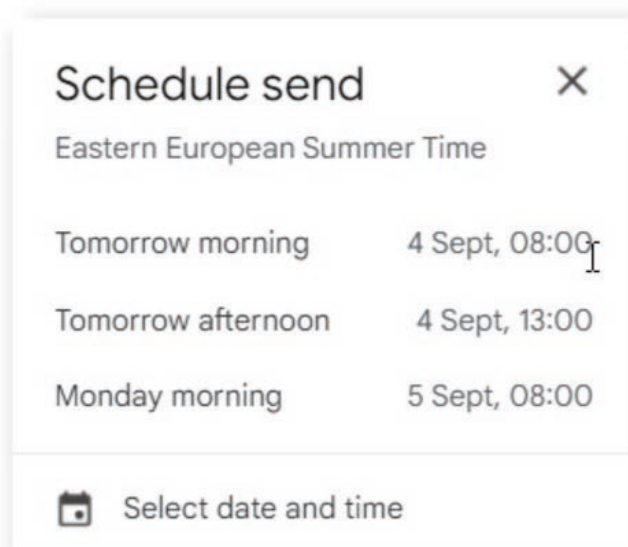 Schedule send
Eastern European Summer Time
Tomorrow morning 4 Sept, 08:00
Tomorrow afternoon 4 Sept, 13:00
Monday morning 5 Sept, 08:00
Select date and time